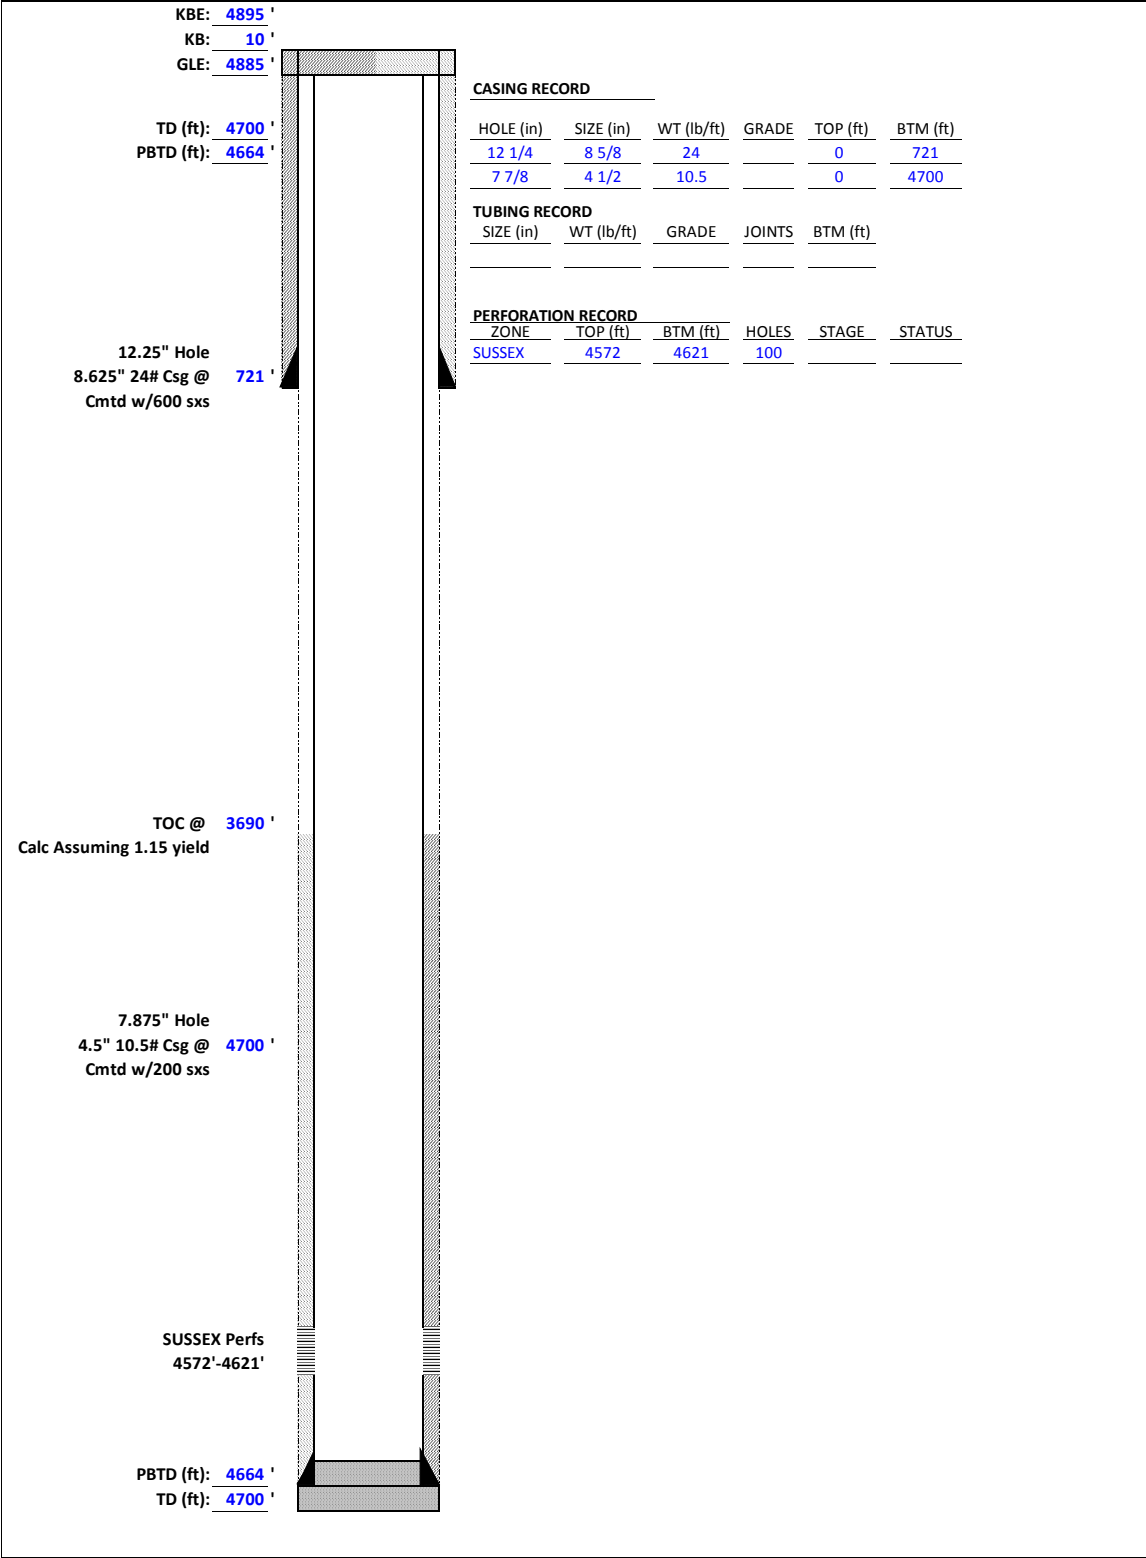 KBE: 4895 '
KB: 10 '
GLE: 4885 '
CASING RECORD
TD (ft): 4700 '
PBTD (ft): 4664 '
HOLE (in) SIZE (in) WT (lb/ft) GRADE TOP (ft) BTM (ft)
12 1/4 8 5/8 24 0 721
7 7/8 4 1/2 10.5 0 4700
TUBING RECORD
SIZE (in) WT (lb/ft) GRADE JOINTS BTM (ft)
PERFORATION RECORD
ZONE TOP (ft) BTM (ft) HOLES STAGE STATUS
SUSSEX 4572 4621 100
12.25" Hole
8.625" 24# Csg @ 721 '
Cmtd w/600 sxs
TOC @ 3690 '
Calc Assuming 1.15 yield
7.875" Hole
4.5" 10.5# Csg @ 4700 '
Cmtd w/200 sxs
SUSSEX Perfs
4572'-4621'
PBTD (ft): 4664 '
TD (ft): 4700 '